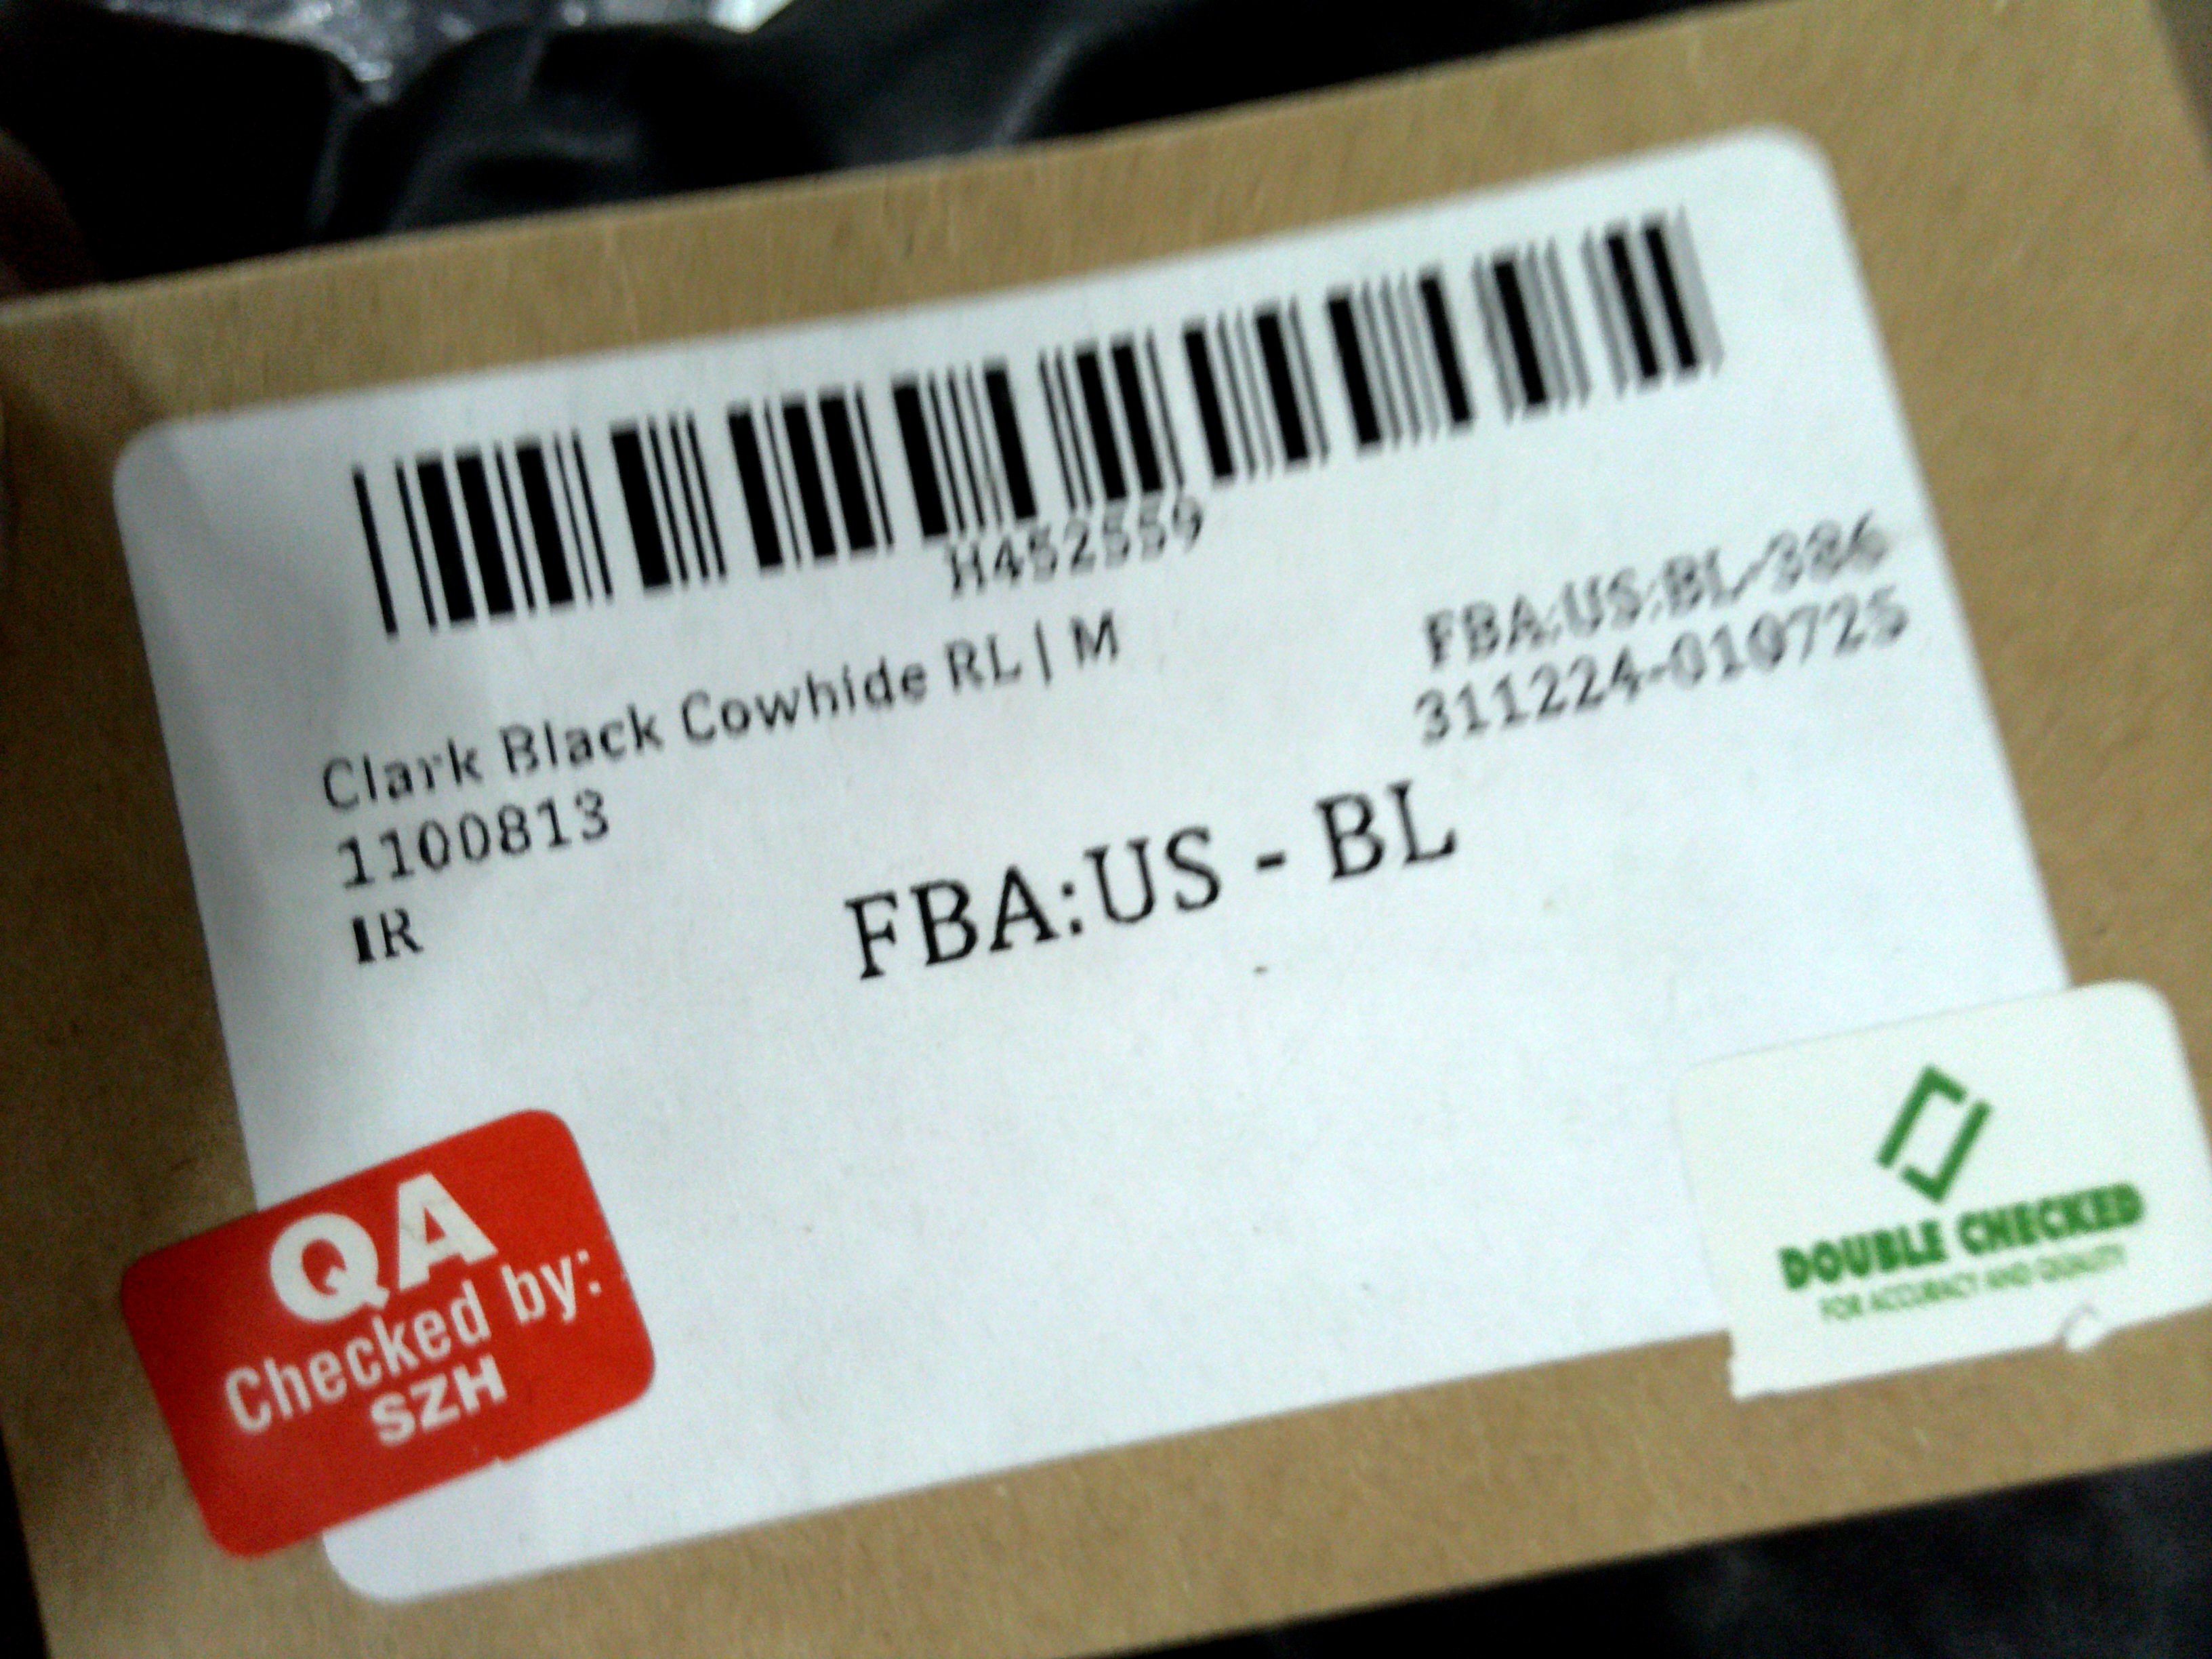 H452559
Clark Black Cowhide RL | M
1100813
IR
FBA:US:BL-386
311224-010725
FBA:US - BL
QA
Checked by:
SZH
DOUBLE CHECKED
FOR ACCURACY AND QUALITY